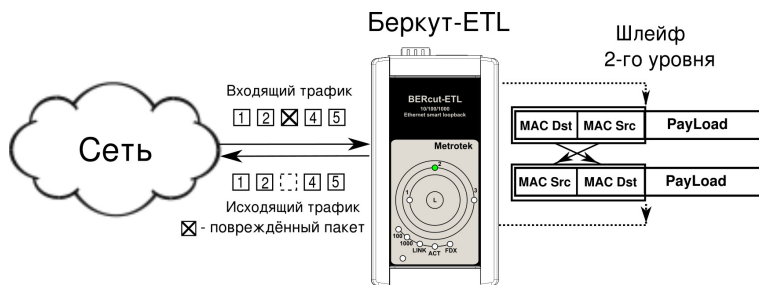 Беркут-ETL
Шлейф
2-го уровня
Входящий трафик
1 2 4 5
Сеть
1 2 4 5
Исходящий трафик
- повреждённый пакет
BERcut-ETL
10/100/1000
Ethernet smart loopback
Metrotek
2
1
3
L
100
1000
LINK
ACT
FDX
MAC Dst MAC Src PayLoad
MAC Src MAC Dst PayLoad